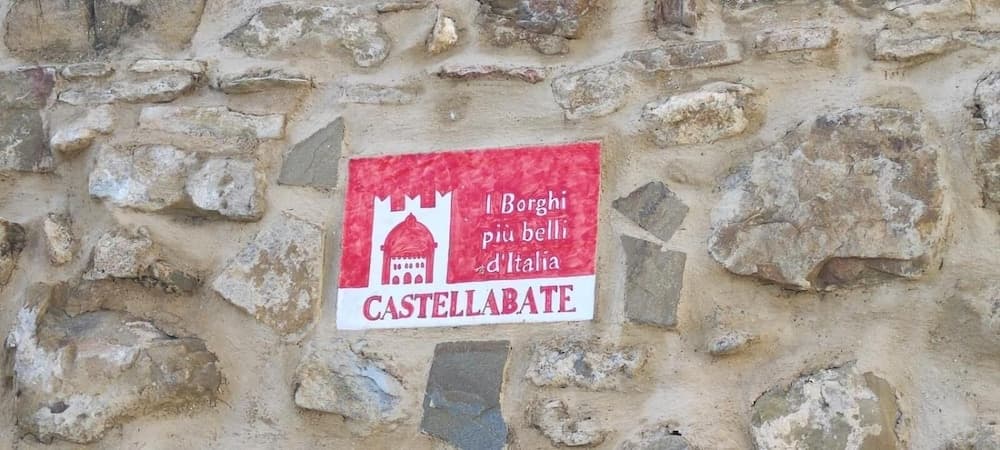 I Borghi
più belli
d'Italia
CASTELLABATE